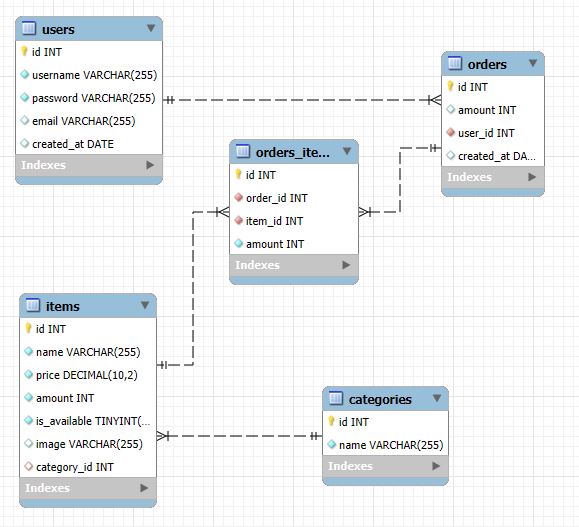 users
id INT
username VARCHAR(255)
password VARCHAR(255)
email VARCHAR(255)
created_at DATE
Indexes
orders
id INT
amount INT
user_id INT
created_at DA...
Indexes
orders_ite...
id INT
order_id INT
item_id INT
amount INT
Indexes
items
id INT
name VARCHAR(255)
price DECIMAL(10,2)
amount INT
is_available TINYINT(...
image VARCHAR(255)
category_id INT
Indexes
categories
id INT
name VARCHAR(255)
Indexes